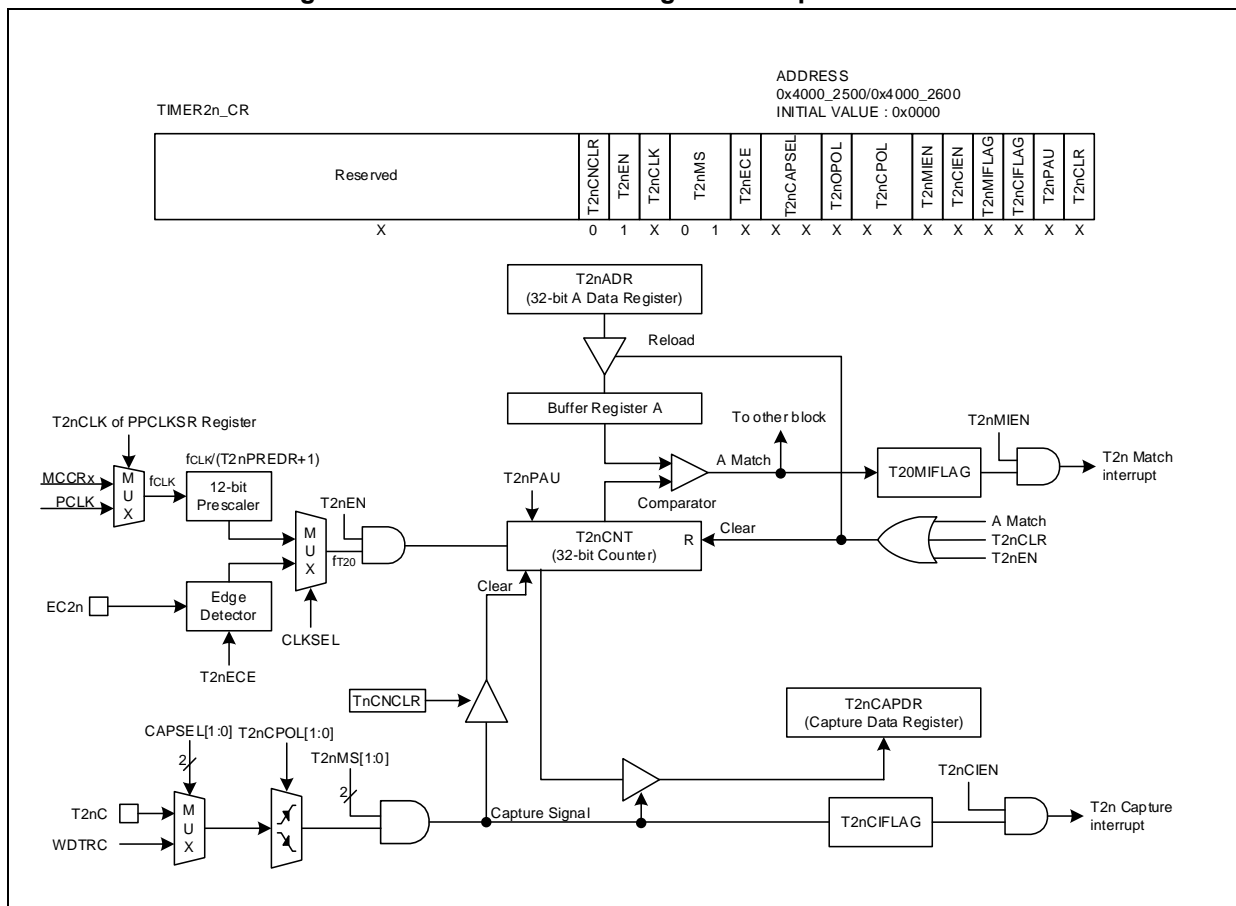 ADDRESS
0x4000_2500/0x4000_2600
INITIAL VALUE : 0x0000
TIMER2n_CR
Reserved
T2nCNCLR
T2nEN
T2nCLK
T2nMS
T2nECE
T2nCAPSEL
T2nOPOL
T2nCPOL
T2nMIEN
T2nCIEN
T2nMIFLAG
T2nCIFLAG
T2nPAU
T2nCLR
X 0 1 X 0 1 X X X X X X X X X X X X
T2nADR
(32-bit A Data Register)
Reload
Buffer Register A
To other block
T2nCLK of PPCLKSR Register
T2nMIEN
fCLK/(T2nPREDR+1)
MCCRx
PCLK
MUX
fCLK
12-bit
Prescaler
T2nEN
T2nPAU
A Match
Comparator
T20MIFLAG
T2n Match
interrupt
MUX
fT20
T2nCNT
(32-bit Counter)
R
Clear
A Match
T2nCLR
T2nEN
EC2n
Edge
Detector
Clear
CLKSEL
T2nECE
TnCNCLR
T2nCAPDR
(Capture Data Register)
CAPSEL[1:0]
T2nCPOL[1:0]
T2nMS[1:0]
2
2
T2nCIEN
T2nC
WDTRC
MUX
Capture Signal
T2nCIFLAG
T2n Capture
interrupt